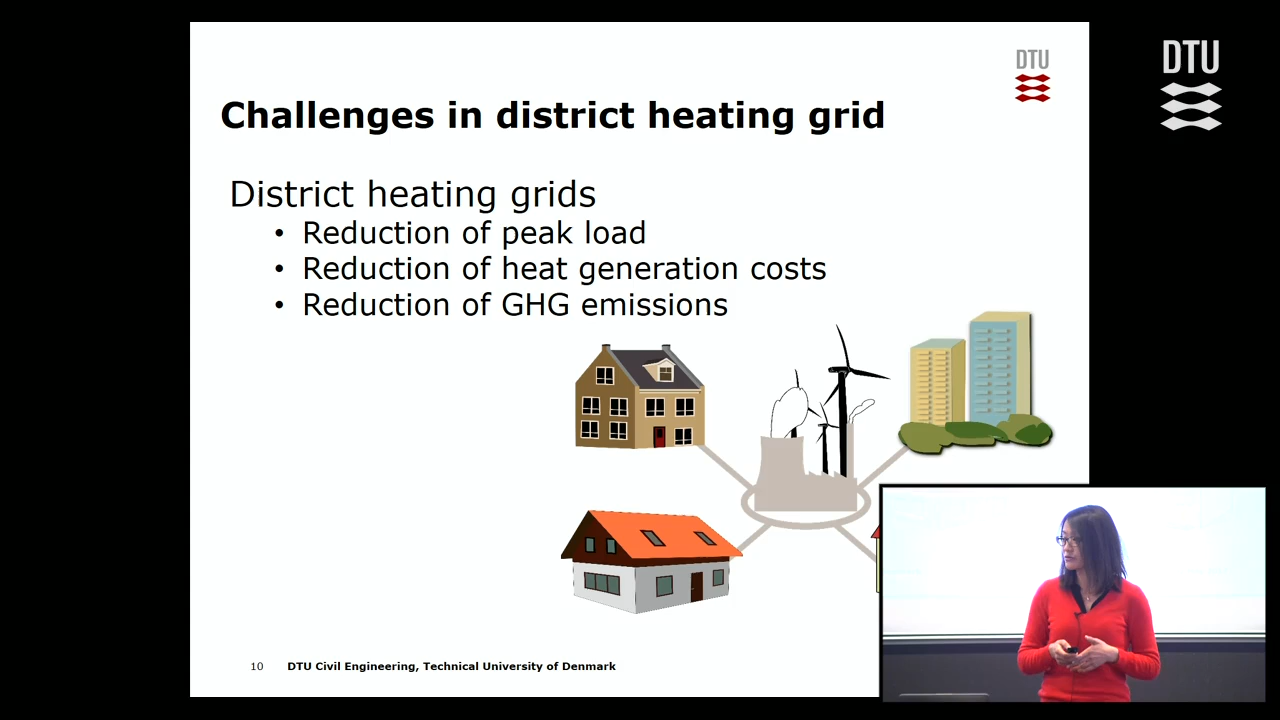 DTU
DTU
Challenges in district heating grid
District heating grids
• Reduction of peak load
• Reduction of heat generation costs
• Reduction of GHG emissions
10 DTU Civil Engineering, Technical University of Denmark